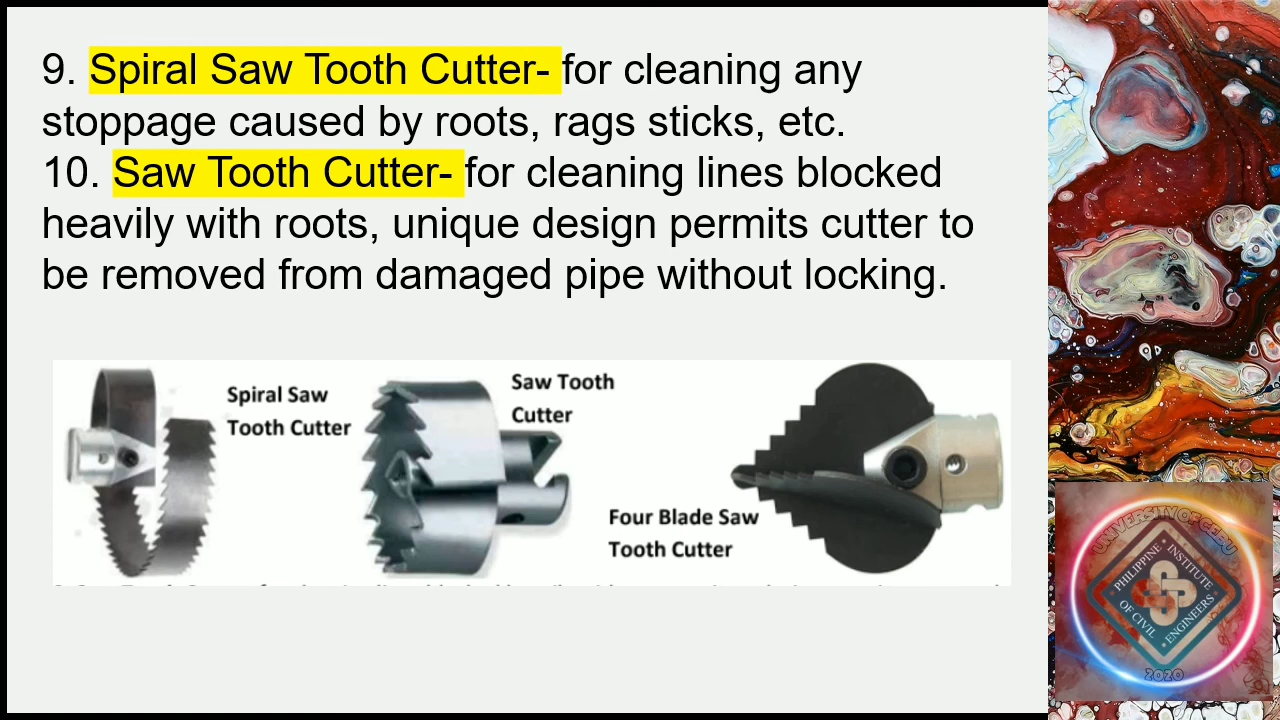 9. Spiral Saw Tooth Cutter- for cleaning any
stoppage caused by roots, rags sticks, etc.
10. Saw Tooth Cutter- for cleaning lines blocked
heavily with roots, unique design permits cutter to
be removed from damaged pipe without locking.
Spiral Saw
Tooth Cutter
Saw Tooth
Cutter
Four Blade Saw
Tooth Cutter
UNIVERSITY OF CEBU
PHILIPPINE INSTITUTE
OF CIVIL ENGINEERS
2020